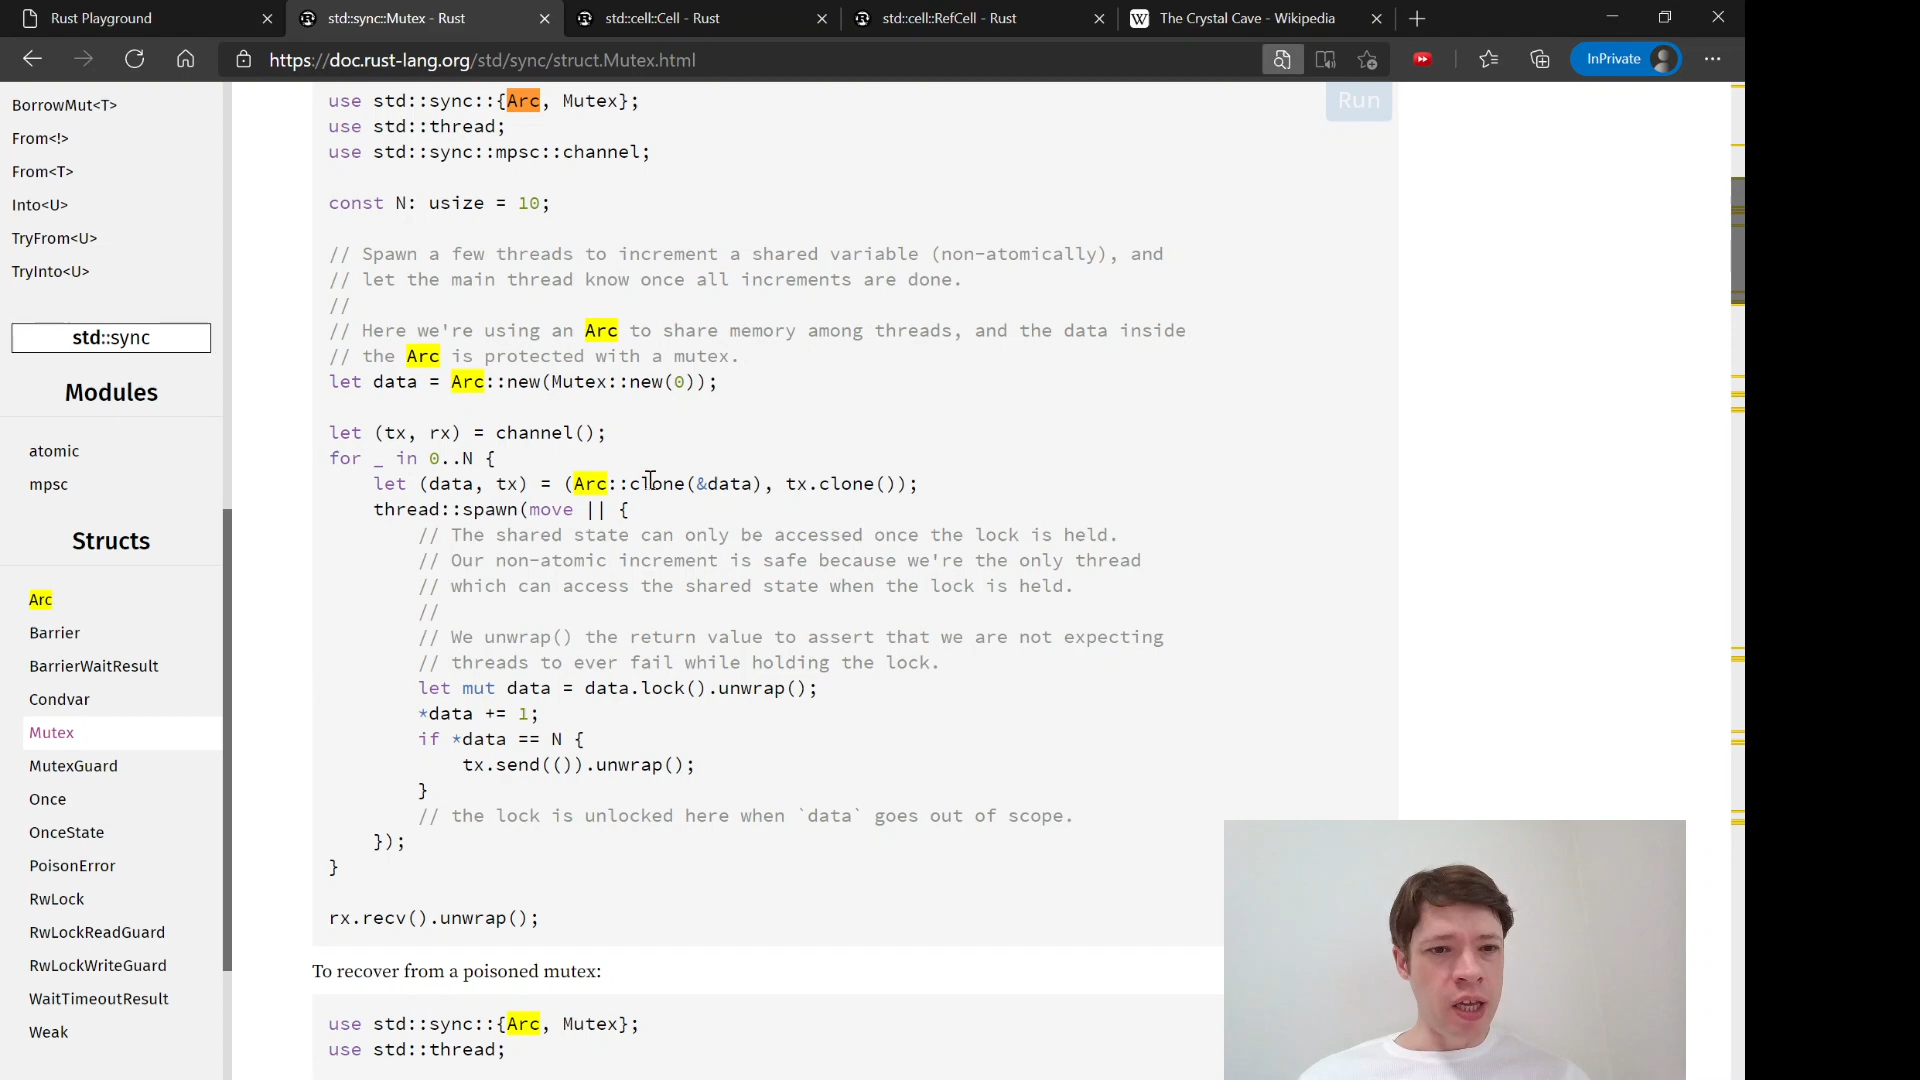 Rust Playground
std::sync::Mutex - Rust
std::cell::Cell - Rust
std::cell::RefCell - Rust
W
The Crystal Cave - Wikipedia
https://doc.rust-lang.org/std/sync/struct.Mutex.html
InPrivate
BorrowMut<T>
From<!>
From<T>
Into<U>
TryFrom<U>
TryInto<U>
std::sync
Modules
atomic
mpsc
Structs
Arc
Barrier
BarrierWaitResult
Condvar
Mutex
MutexGuard
Once
OnceState
PoisonError
RwLock
RwLockReadGuard
RwLockWriteGuard
WaitTimeoutResult
Weak
Run
use std::sync::{Arc, Mutex};
use std::thread;
use std::sync::mpsc::channel;
const N: usize = 10;
// Spawn a few threads to increment a shared variable (non-atomically), and
// let the main thread know once all increments are done.
//
// Here we're using an Arc to share memory among threads, and the data inside
// the Arc is protected with a mutex.
let data = Arc::new(Mutex::new(0));
let (tx, rx) = channel();
for _ in 0..N {
    let (data, tx) = (Arc::clone(&data), tx.clone());
    thread::spawn(move || {
        // The shared state can only be accessed once the lock is held.
        // Our non-atomic increment is safe because we're the only thread
        // which can access the shared state when the lock is held.
        //
        // We unwrap() the return value to assert that we are not expecting
        // threads to ever fail while holding the lock.
        let mut data = data.lock().unwrap();
        *data += 1;
        if *data == N {
            tx.send(()).unwrap();
        }
        // the lock is unlocked here when `data` goes out of scope.
    });
}
rx.recv().unwrap();
To recover from a poisoned mutex:
use std::sync::{Arc, Mutex};
use std::thread;